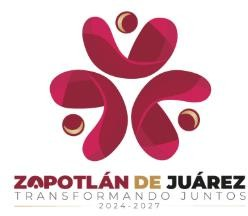 ZAPOTLÁN DE JUÁREZ
TRANSFORMANDO JUNTOS
2024-2027